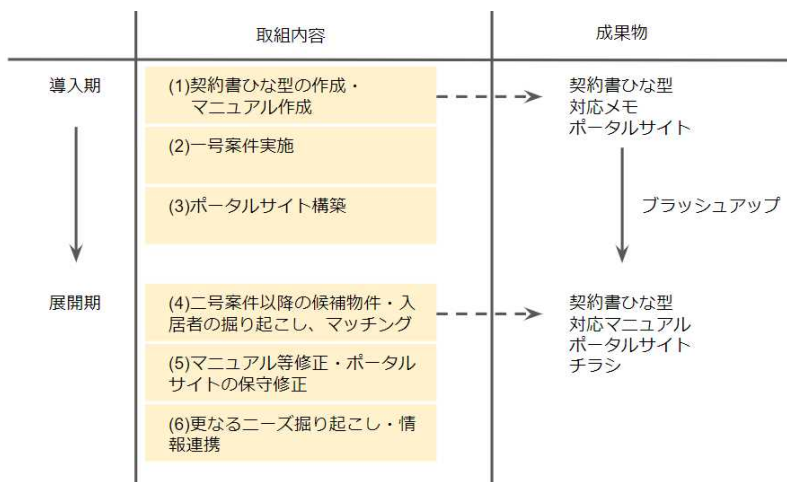 取組内容
成果物
導入期
(1)契約書ひな型の作成・
マニュアル作成
(2)一号案件実施
(3)ポータルサイト構築
契約書ひな型
対応メモ
ポータルサイト
ブラッシュアップ
展開期
(4)二号案件以降の候補物件・入
居者の掘り起こし、マッチング
(5)マニュアル等修正・ポータル
サイトの保守修正
(6)更なるニーズ掘り起こし・情
報連携
契約書ひな型
対応マニュアル
ポータルサイト
チラシ